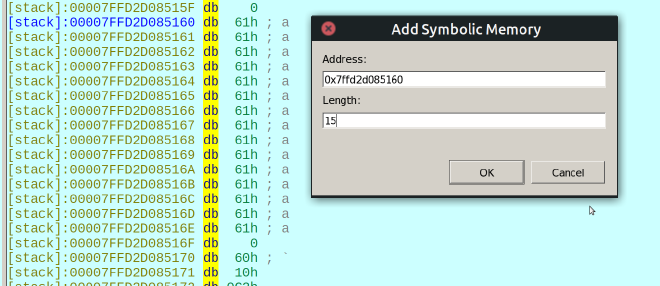 [stack]:00007FFD2D08515F db 0
[stack]:00007FFD2D085160 db 61h ; a
[stack]:00007FFD2D085161 db 61h ; a
[stack]:00007FFD2D085162 db 61h ; a
[stack]:00007FFD2D085163 db 61h ; a
[stack]:00007FFD2D085164 db 61h ; a
[stack]:00007FFD2D085165 db 61h ; a
[stack]:00007FFD2D085166 db 61h ; a
[stack]:00007FFD2D085167 db 61h ; a
[stack]:00007FFD2D085168 db 61h ; a
[stack]:00007FFD2D085169 db 61h ; a
[stack]:00007FFD2D08516A db 61h ; a
[stack]:00007FFD2D08516B db 61h ; a
[stack]:00007FFD2D08516C db 61h ; a
[stack]:00007FFD2D08516D db 61h ; a
[stack]:00007FFD2D08516E db 61h ; a
[stack]:00007FFD2D08516F db 0
[stack]:00007FFD2D085170 db 60h ; `
[stack]:00007FFD2D085171 db 10h
Add Symbolic Memory
Address:
0x7ffd2d085160
Length:
15
OK
Cancel